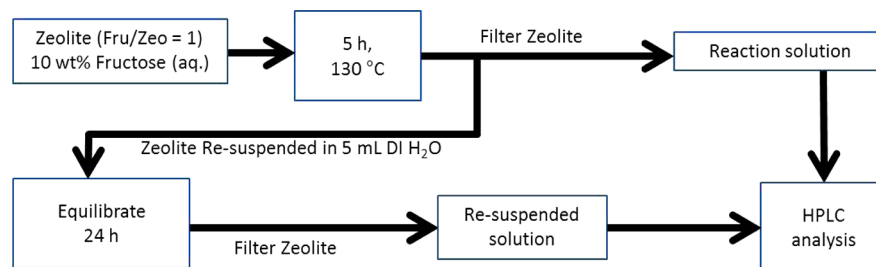 Zeolite (Fru/Zeo = 1)
10 wt% Fructose (aq.)
5 h,
130 °C
Filter Zeolite
Reaction solution
Zeolite Re-suspended in 5 mL DI H₂O
Equilibrate
24 h
Filter Zeolite
Re-suspended
solution
HPLC
analysis